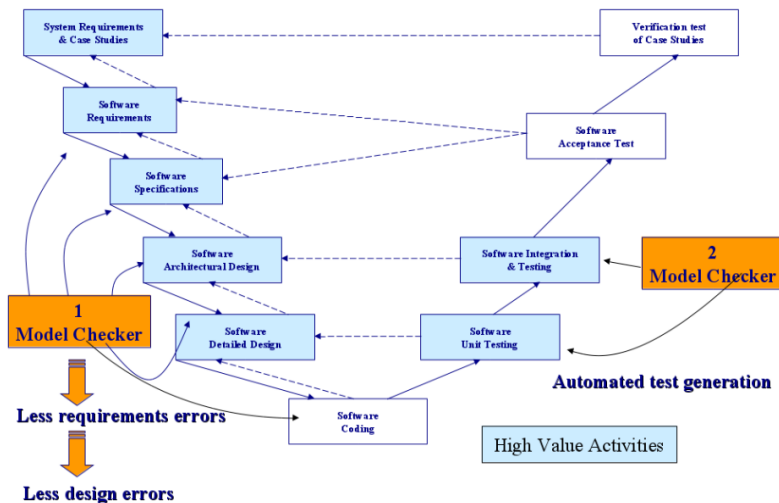 System Requirements
& Case Studies
Verification test
of Case Studies
Software
Requirements
Software
Acceptance Test
Software
Specifications
Software
Architectural Design
Software Integration
& Testing
2
Model Checker
1
Model Checker
Software
Detailed Design
Software
Unit Testing
Automated test generation
Less requirements errors
Software
Coding
High Value Activities
Less design errors